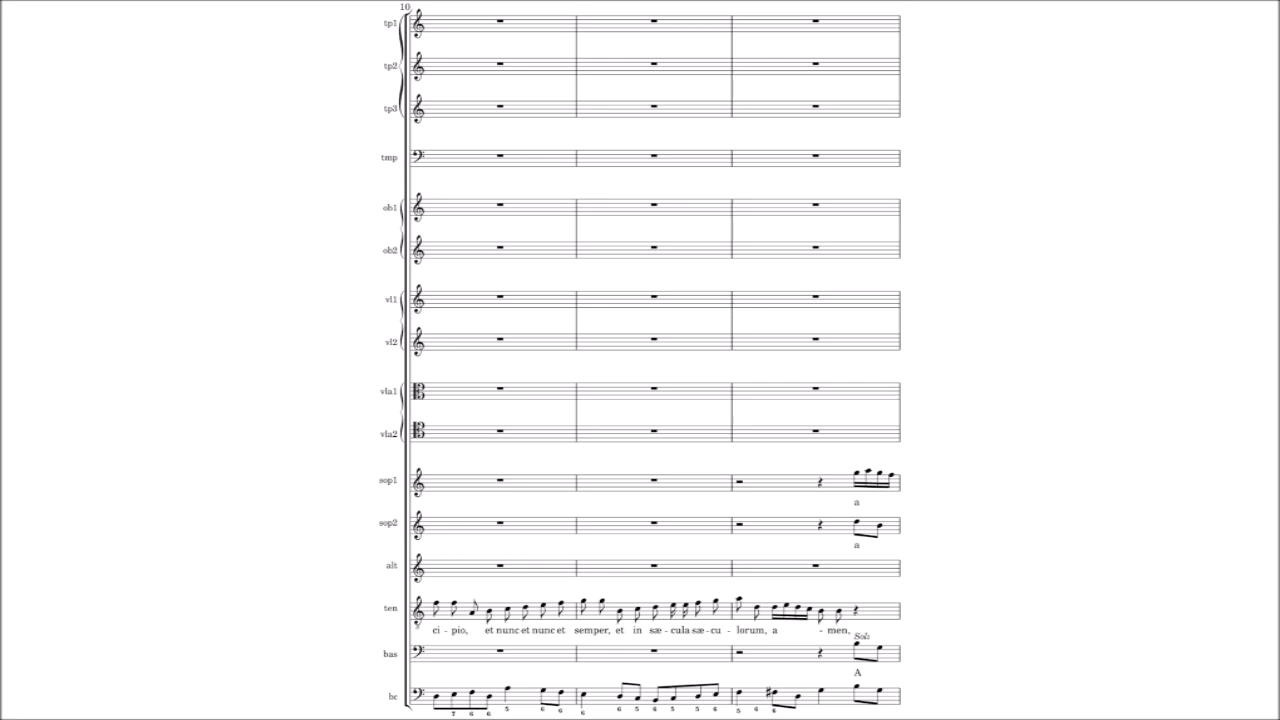 10
tp1
tp2
tp3
tmp
ob1
ob2
vl1
vl2
vla1
vla2
sop1
a
sop2
a
alt
ten
ci - pio, et nunc et nunc et semper, et in sæ - cula sæ - cu - lorum, a - men,
Solo
bas
A
bc
7 6 6 5 6 6 6 6 5 6 5 5 6 5 6 6